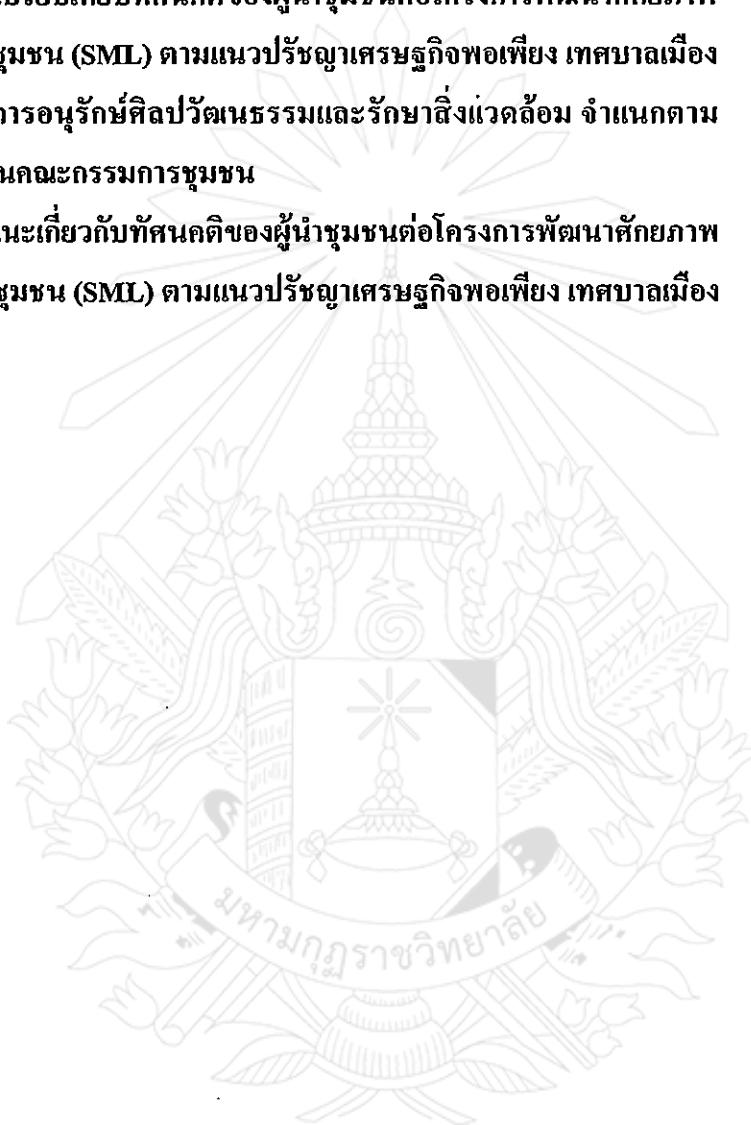 ชุมชน (SML) ตามแนวปรัชญาเศรษฐกิจพอเพียง เทศบาลเมือง
การอนุรักษ์ศิลปวัฒนธรรมและรักษาสิ่งแวดล้อม จำแนกตาม
นคณะกรรมการชุมชน
นะเกี่ยวกับทัศนคติของผู้นำชุมชนต่อโครงการพัฒนาศักยภาพ
ชุมชน (SML) ตามแนวปรัชญาเศรษฐกิจพอเพียง เทศบาลเมือง
มหามกุฏราชวิทยาลัย